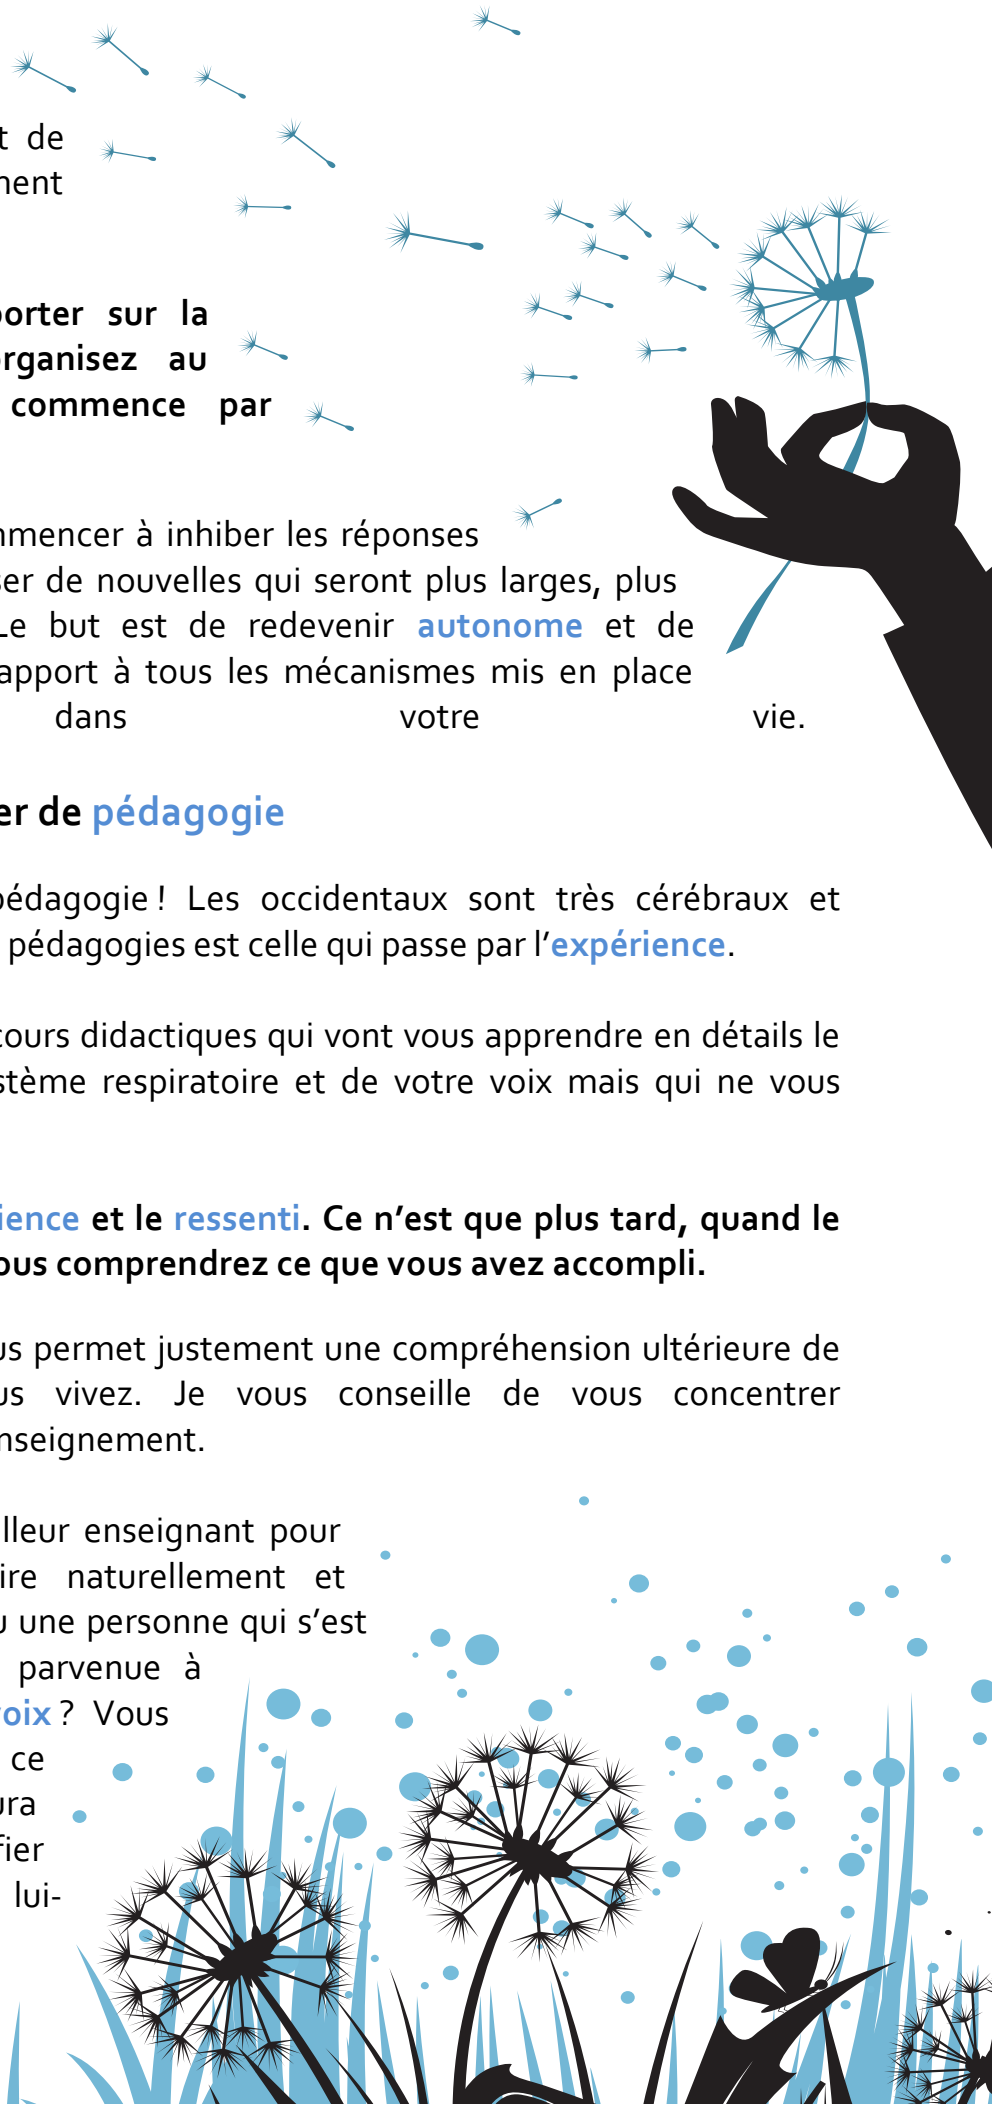 t de
ment
porter sur la
organisez au
commence par
mmencer à inhiber les réponses
ser de nouvelles qui seront plus larges, plus
Le but est de redevenir autonome et de
apport à tous les mécanismes mis en place
dans votre vie.
er de pédagogie
pédagogie ! Les occidentaux sont très cérébraux et
pédagogies est celle qui passe par l’expérience.
cours didactiques qui vont vous apprendre en détails le
stème respiratoire et de votre voix mais qui ne vous
ience et le ressenti. Ce n’est que plus tard, quand le
ous comprendrez ce que vous avez accompli.
us permet justement une compréhension ultérieure de
us vivez. Je vous conseille de vous concentrer
nseignement.
lleur enseignant pour
ire naturellement et
u une personne qui s’est
parvenue à
voix ? Vous
ce
ura
fier
lui-